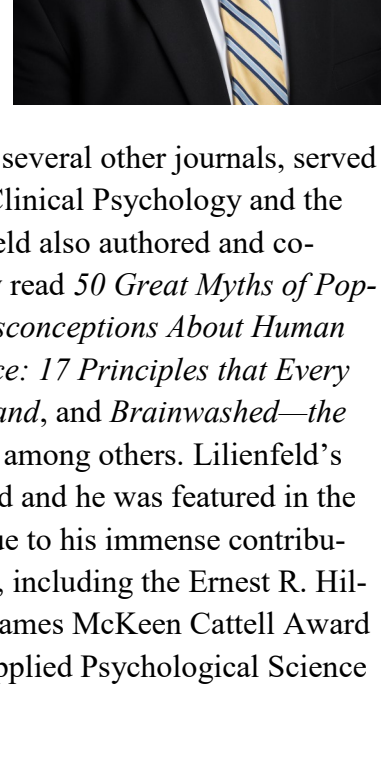 several other journals, served
Clinical Psychology and the
eld also authored and co-
read 50 Great Myths of Pop-
sconceptions About Human
ce: 17 Principles that Every
and, and Brainwashed—the
among others. Lilienfeld’s
d and he was featured in the
ue to his immense contribu-
, including the Ernest R. Hil-
ames McKeen Cattell Award
pplied Psychological Science